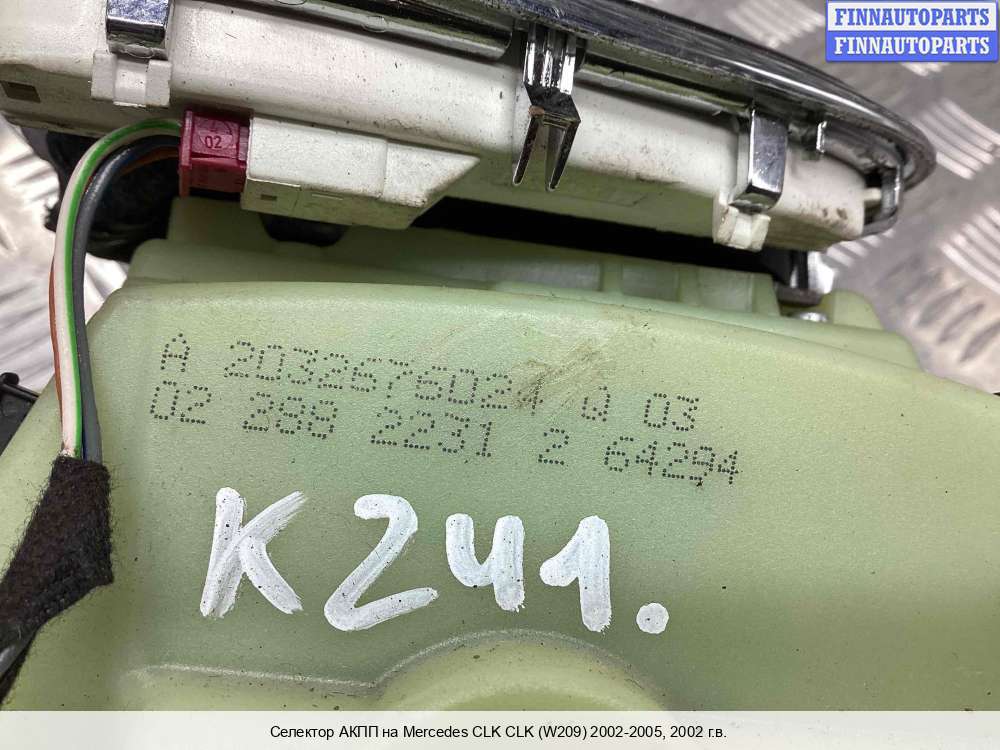 FINNAUTOPARTS
FINNAUTOPARTS
02
A 2032676024 Q 03
02 288 2231 2 64294
K241.
Селектор АКПП на Mercedes CLK CLK (W209) 2002-2005, 2002 г.в.